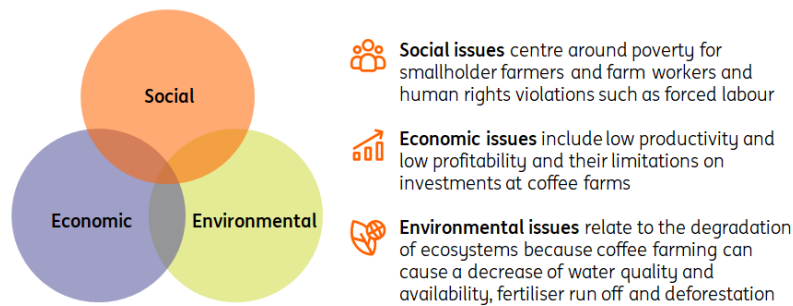 Social
Economic
Environmental
Social issues centre around poverty for
smallholder farmers and farm workers and
human rights violations such as forced labour
Economic issues include low productivity and
low profitability and their limitations on
investments at coffee farms
Environmental issues relate to the degradation
of ecosystems because coffee farming can
cause a decrease of water quality and
availability, fertiliser run off and deforestation